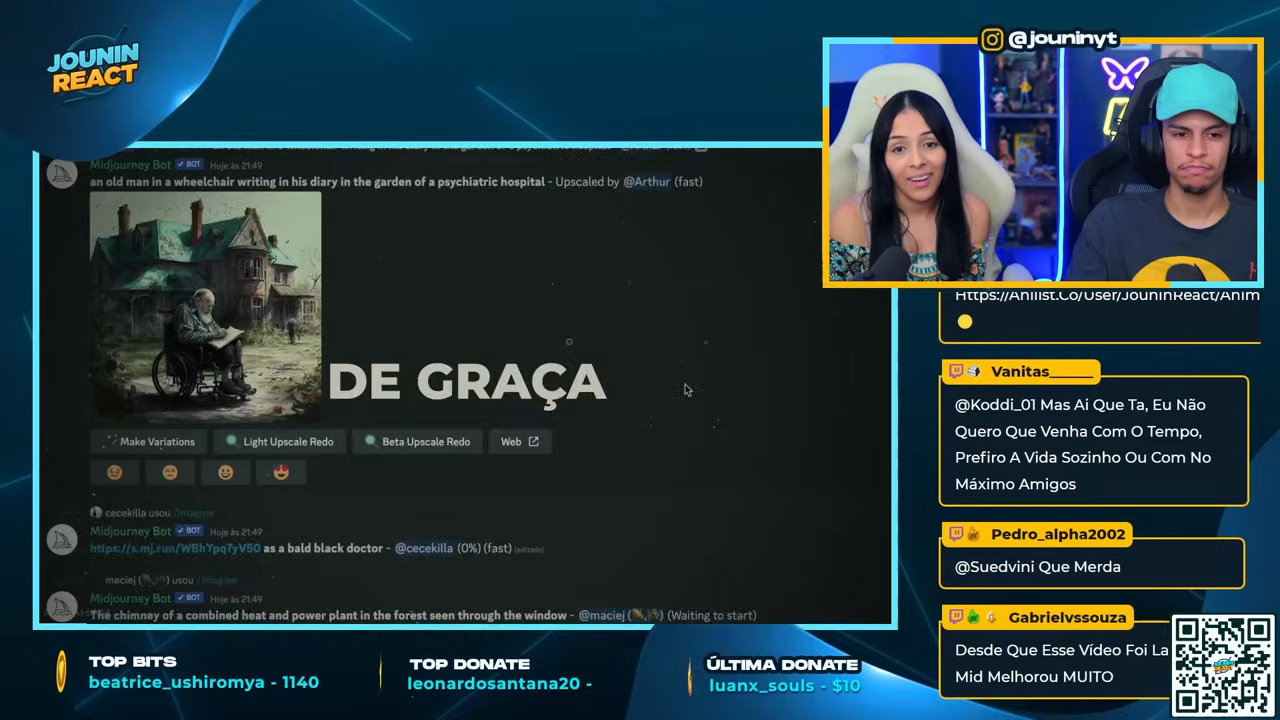 JOUNIN
REACT
@jouninyt
Midjourney Bot BOT Hoje às 21:49
an old man in a wheelchair writing in his diary in the garden of a psychiatric hospital - Upscaled by @Arthur (fast)
DE GRAÇA
Make Variations
Light Upscale Redo
Beta Upscale Redo
Web
cecekilla usou /imagine
Midjourney Bot BOT Hoje às 21:49
https://s.mj.run/WBhYpq7yV50 as a bald black doctor - @cecekilla (0%) (fast) (editado)
maciej usou /imagine
Midjourney Bot BOT Hoje às 21:49
The chimney of a combined heat and power plant in the forest seen through the window - @maciej (Waiting to start)
Https://Anilist.Co/User/JouninReact/Anim
Vanitas_____
@Koddi_01 Mas Ai Que Ta, Eu Não
Quero Que Venha Com O Tempo,
Prefiro A Vida Sozinho Ou Com No
Máximo Amigos
Pedro_alpha2002
@Suedvini Que Merda
Gabrielvssouza
Desde Que Esse Vídeo Foi La
Mid Melhorou MUITO
TOP BITS
beatrice_ushiromya - 1140
TOP DONATE
leonardosantana20 -
ÚLTIMA DONATE
luanx_souls - $10